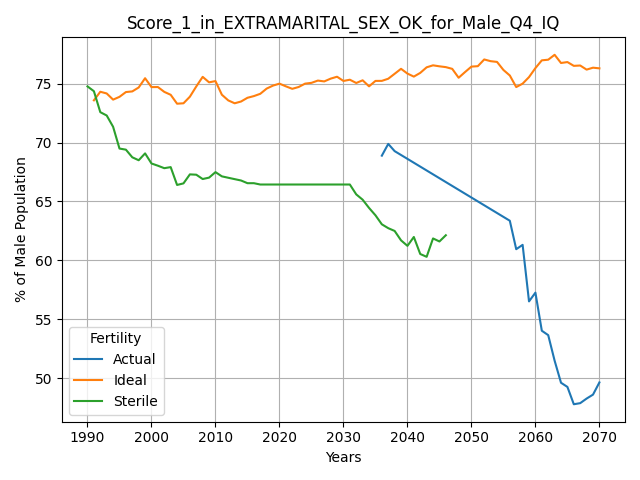 Score_1_in_EXTRAMARITAL_SEX_OK_for_Male_Q4_IQ
% of Male Population
75
70
65
60
55
50
Fertility
Actual
Ideal
Sterile
1990 2000 2010 2020 2030 2040 2050 2060 2070
Years